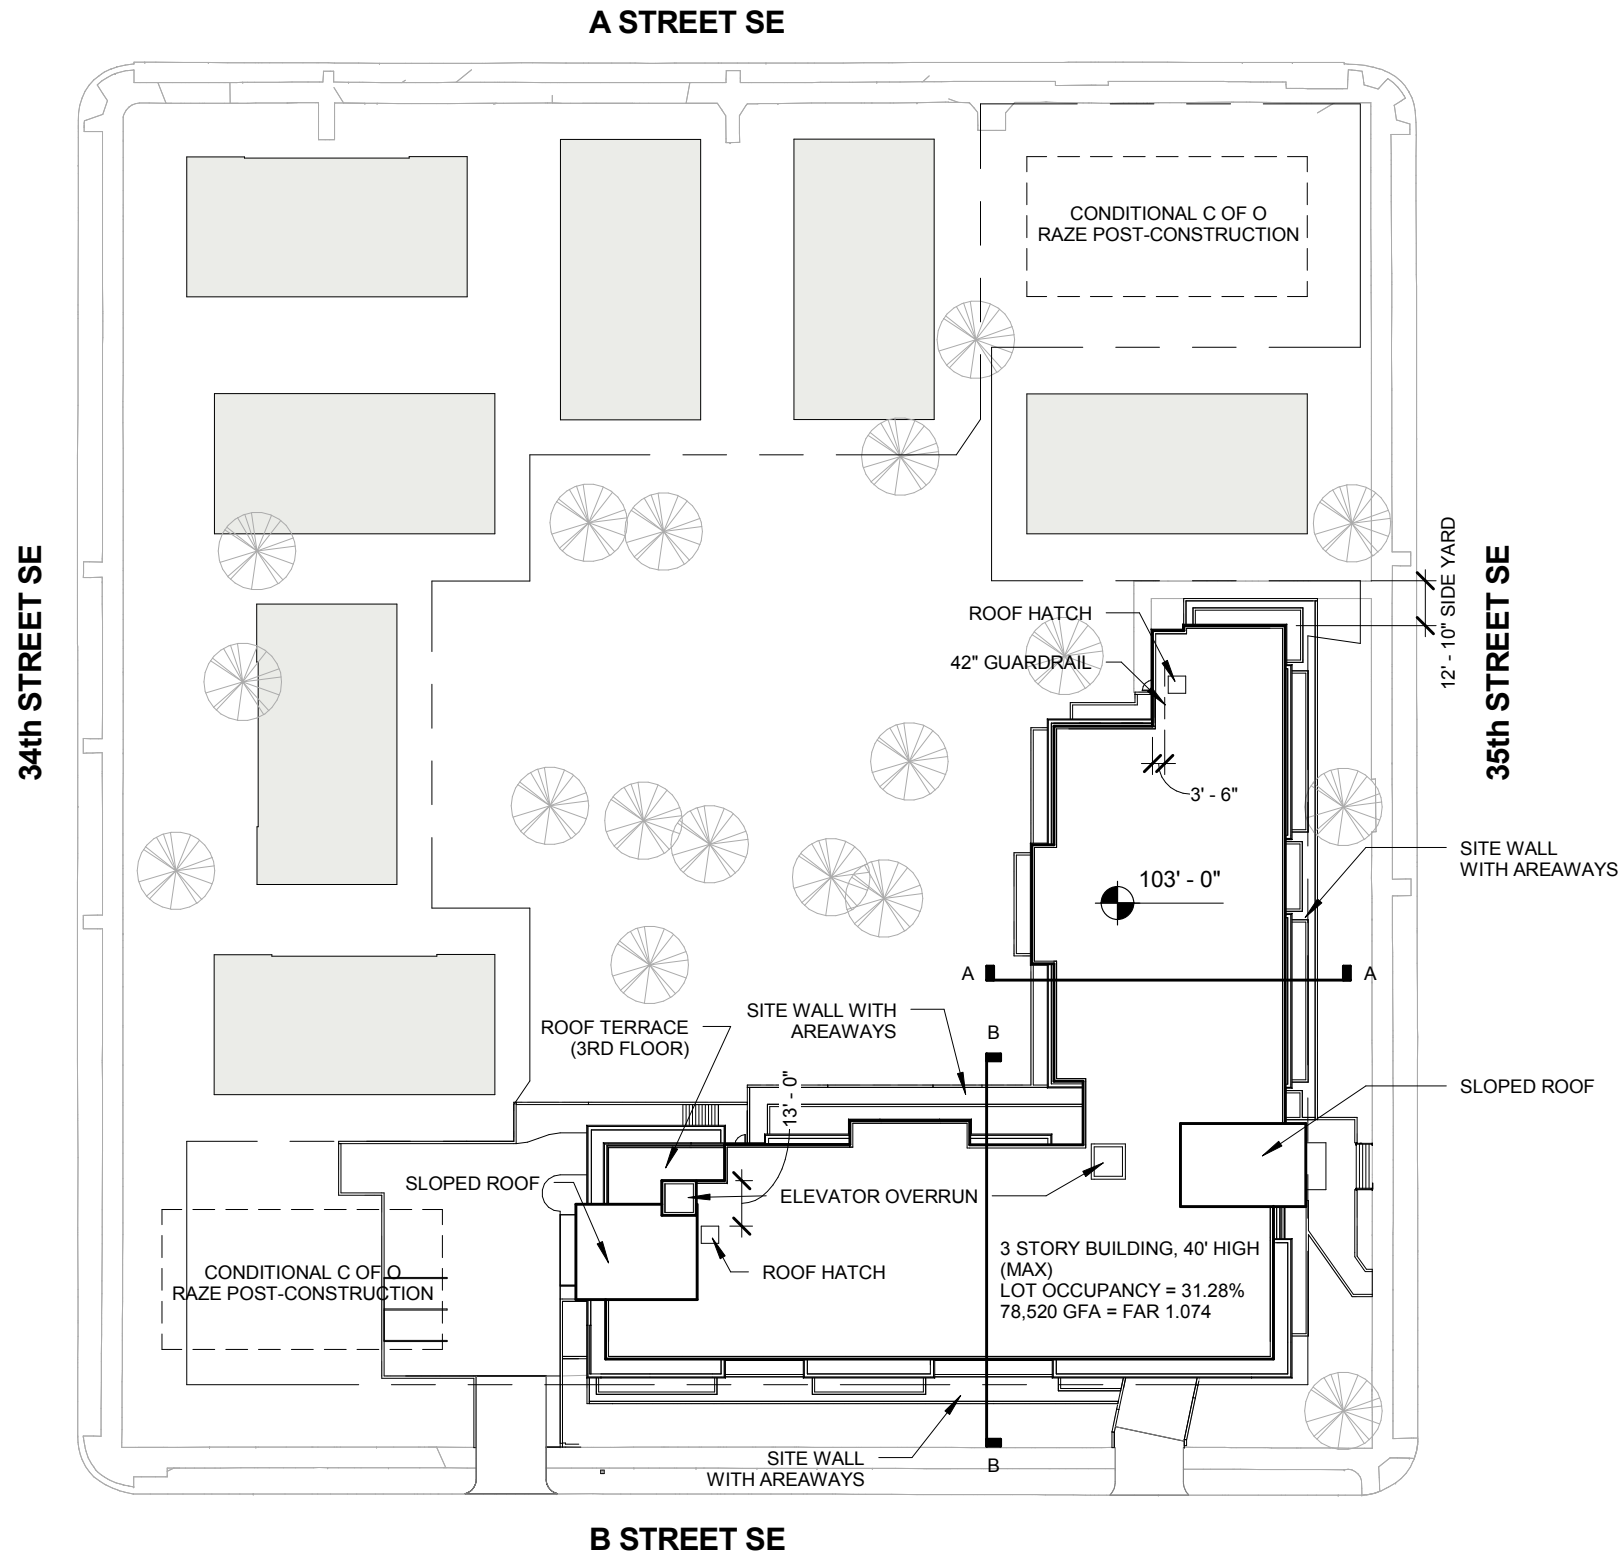 A STREET SE
CONDITIONAL C OF O
RAZE POST-CONSTRUCTION
34th STREET SE
35th STREET SE
12' - 10" SIDE YARD
ROOF HATCH
42" GUARDRAIL
3' - 6"
SITE WALL
WITH AREAWAYS
103' - 0"
A
A
SITE WALL WITH
AREAWAYS
ROOF TERRACE
(3RD FLOOR)
B
13' - 0"
SLOPED ROOF
SLOPED ROOF
ELEVATOR OVERRUN
CONDITIONAL C OF O
RAZE POST-CONSTRUCTION
ROOF HATCH
3 STORY BUILDING, 40' HIGH
(MAX)
LOT OCCUPANCY = 31.28%
78,520 GFA = FAR 1.074
SITE WALL
WITH AREAWAYS
B
B STREET SE